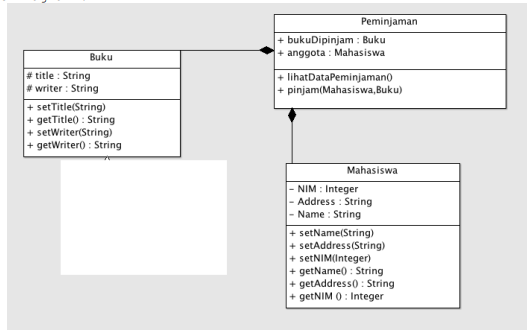 Peminjaman
+ bukuDipinjam : Buku
+ anggota : Mahasiswa
+ lihatDataPeminjaman()
+ pinjam(Mahasiswa,Buku)
Buku
# title : String
# writer : String
+ setTitle(String)
+ getTitle() : String
+ setWriter(String)
+ getWriter() : String
Mahasiswa
- NIM : Integer
- Address : String
- Name : String
+ setName(String)
+ setAddress(String)
+ setNIM(Integer)
+ getName() : String
+ getAddress() : String
+ getNIM () : Integer